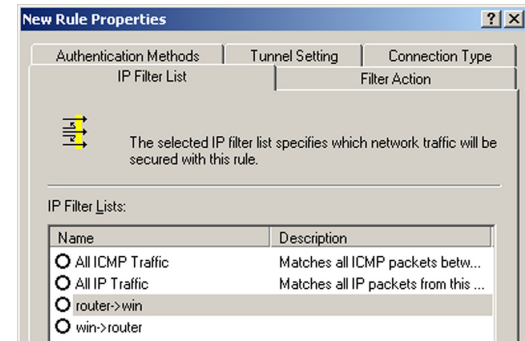 New Rule Properties
? X
Authentication Methods Tunnel Setting Connection Type
IP Filter List Filter Action
The selected IP filter list specifies which network traffic will be
secured with this rule.
IP Filter Lists:
Name Description
All ICMP Traffic Matches all ICMP packets betw...
All IP Traffic Matches all IP packets from this ...
router->win
win->router